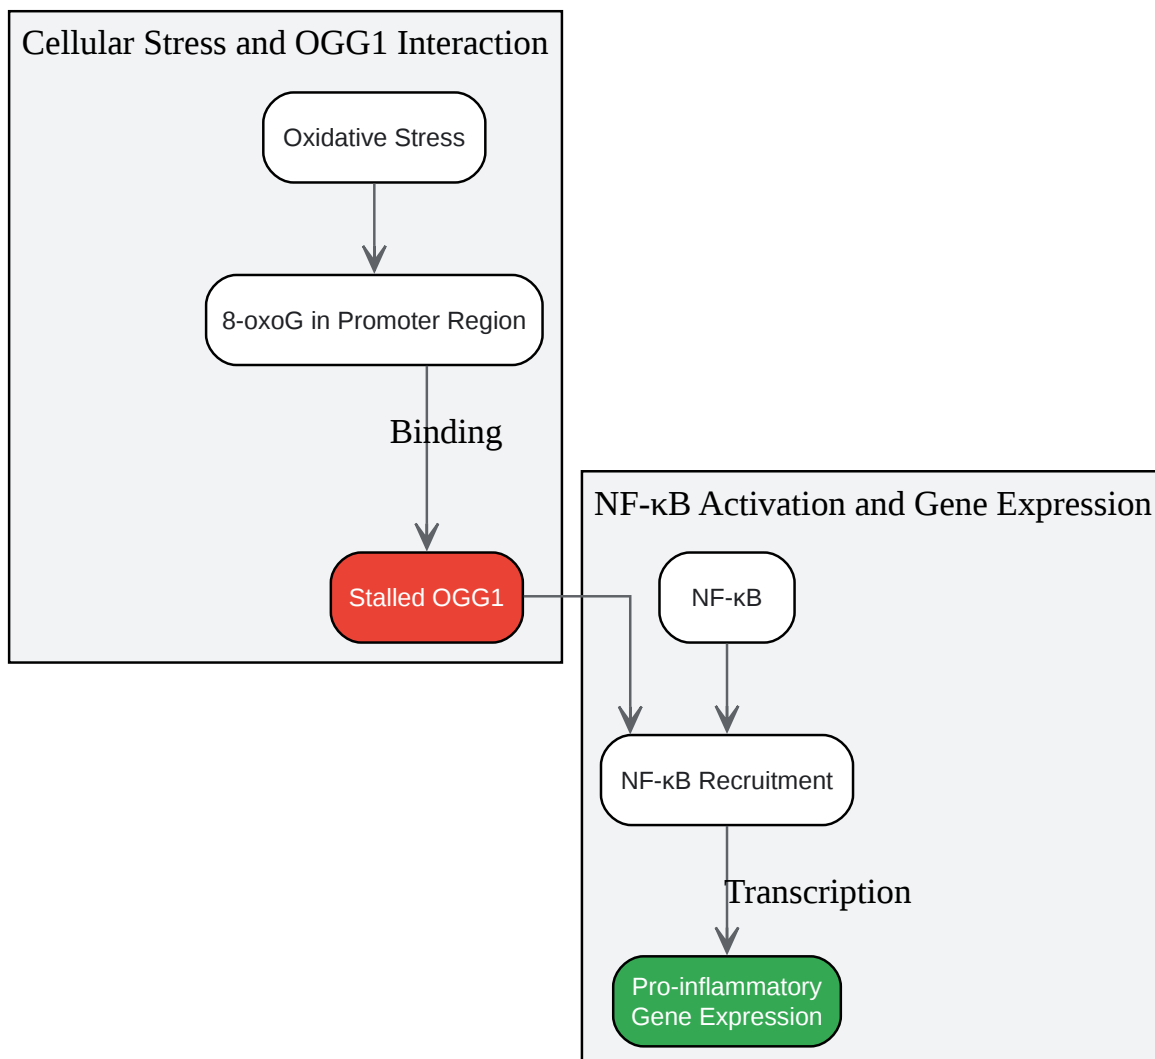 Cellular Stress and OGG1 Interaction
Oxidative Stress
8-oxoG in Promoter Region
Binding
Stalled OGG1
NF-κB Activation and Gene Expression
NF-κB
NF-κB Recruitment
Transcription
Pro-inflammatory
Gene Expression